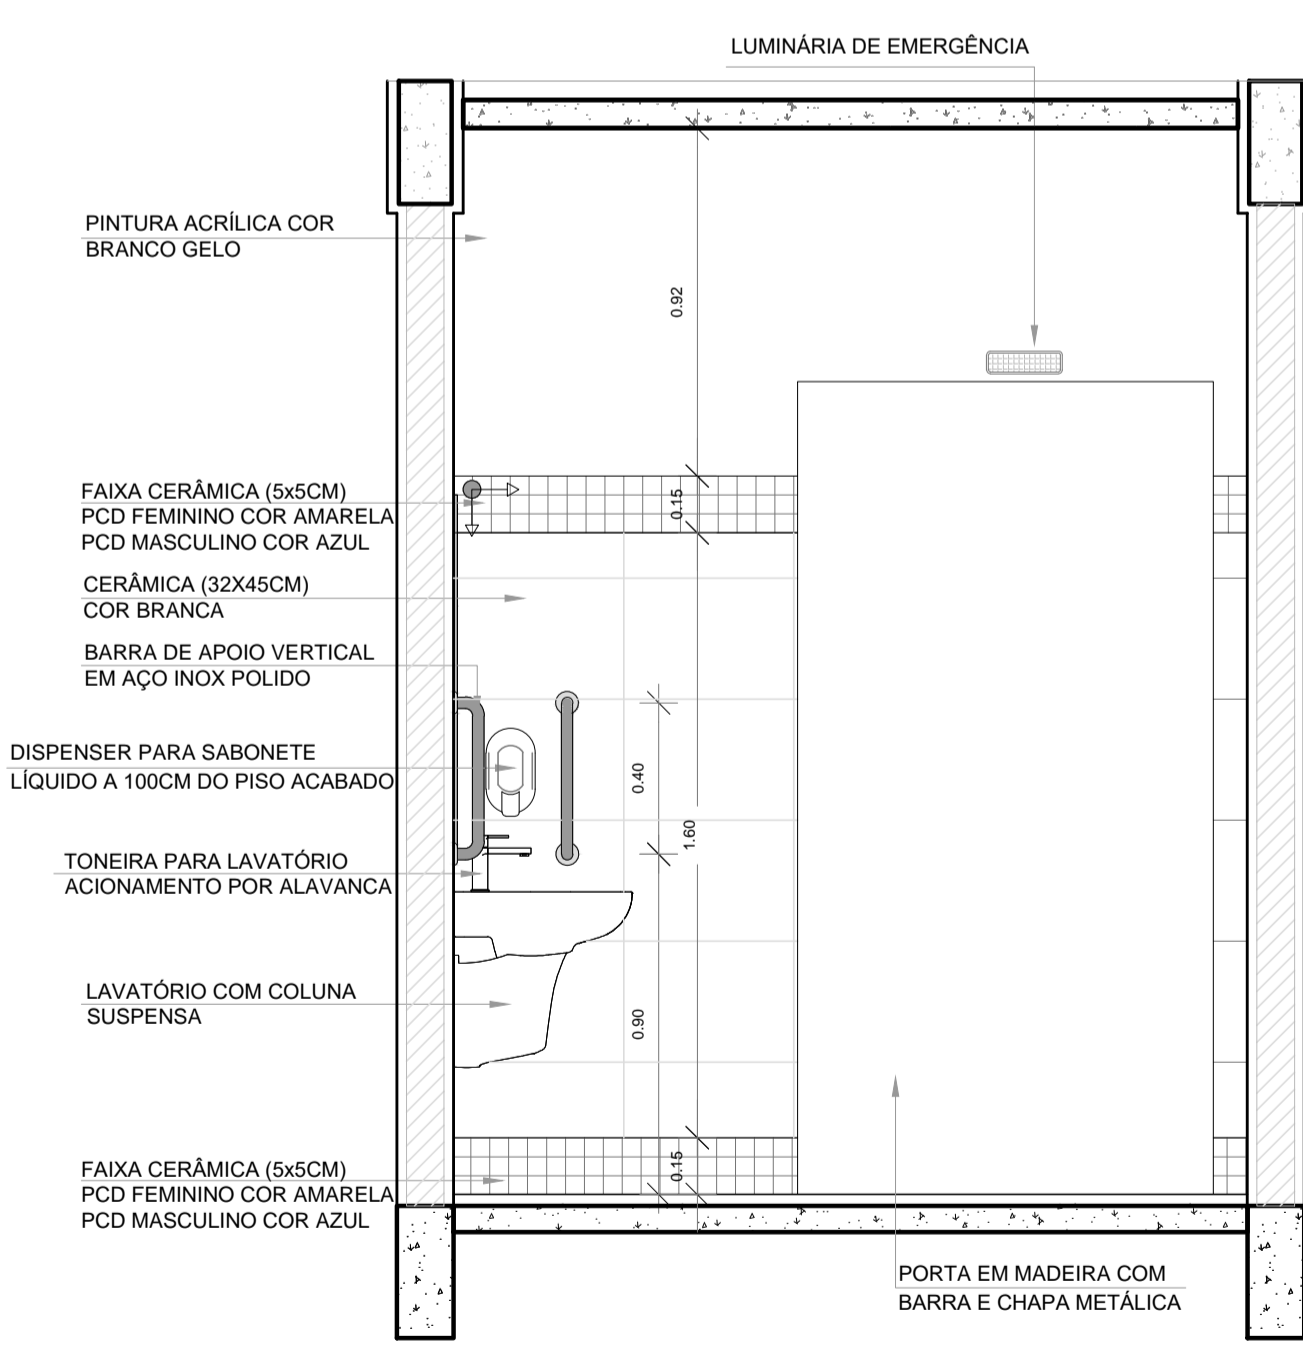 LUMINÁRIA DE EMERGÊNCIA
PINTURA ACRÍLICA COR
BRANCO GELO
0.92
FAIXA CERÂMICA (5x5CM)
PCD FEMININO COR AMARELA
PCD MASCULINO COR AZUL
0.15
CERÂMICA (32X45CM)
COR BRANCA
BARRA DE APOIO VERTICAL
EM AÇO INOX POLIDO
DISPENSER PARA SABONETE
LÍQUIDO A 100CM DO PISO ACABADO
0.40
1.60
TONEIRA PARA LAVATÓRIO
ACIONAMENTO POR ALAVANCA
LAVATÓRIO COM COLUNA
SUSPENSA
0.90
FAIXA CERÂMICA (5x5CM)
PCD FEMININO COR AMARELA
PCD MASCULINO COR AZUL
0.15
PORTA EM MADEIRA COM
BARRA E CHAPA METÁLICA